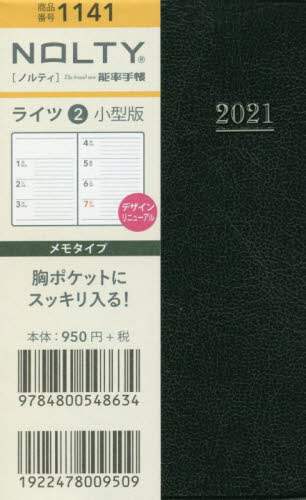 商品番号 1141
NOLTY®
[ノルティ] 能率手帳
ライツ 2 小型版
4
1
5
2
6
3
7
デザイン
リニューアル
メモタイプ
胸ポケットに
スッキリ入る!
本体:950円+税
9784800548634
1922478009509
2021